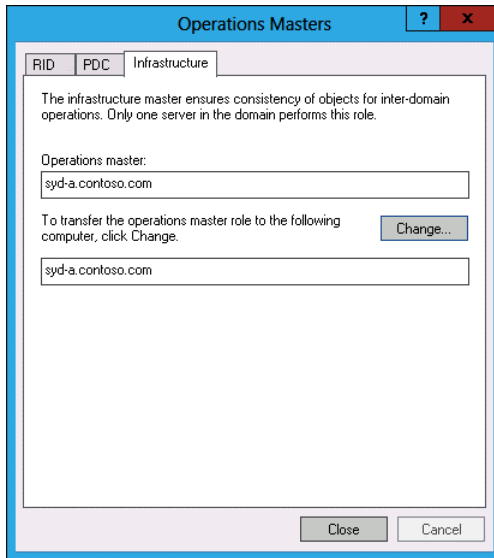 Operations Masters
?
x
RID
PDC
Infrastructure
The infrastructure master ensures consistency of objects for inter-domain
operations. Only one server in the domain performs this role.
Operations master:
syd-a.contoso.com
To transfer the operations master role to the following
computer, click Change.
Change...
syd-a.contoso.com
Close
Cancel